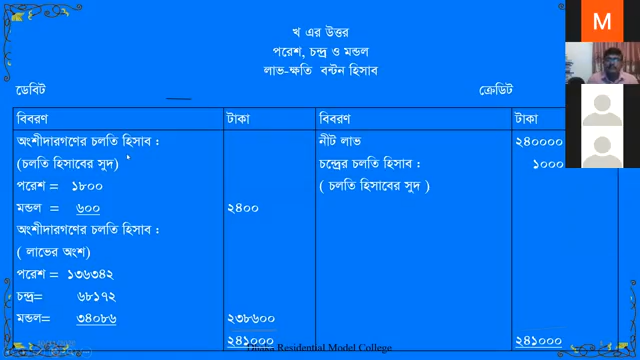 খ এর উত্তর
পরেশ, চন্দ্র ও মন্ডল
লাভ-ক্ষতি বন্টন হিসাব
ডেবিট ক্রেডিট
বিবরণ টাকা বিবরণ টাকা
অংশীদারগণের চলতি হিসাব : নীট লাভ ২৪০০০০
(চলতি হিসাবের সুদ) চন্দ্রের চলতি হিসাব : ১০০০
পরেশ = ১৮০০ ( চলতি হিসাবের সুদ )
মন্ডল = ৬০০ ২৪০০
অংশীদারগণের চলতি হিসাব :
( লাভের অংশ)
পরেশ = ১৩৬৩৪২
চন্দ্র= ৬৮১৭২
মন্ডল= ৩৪০৮৬ ২৩৮৬০০
২৪১০০০ ২৪১০০০
Dhaka Residential Model College
M